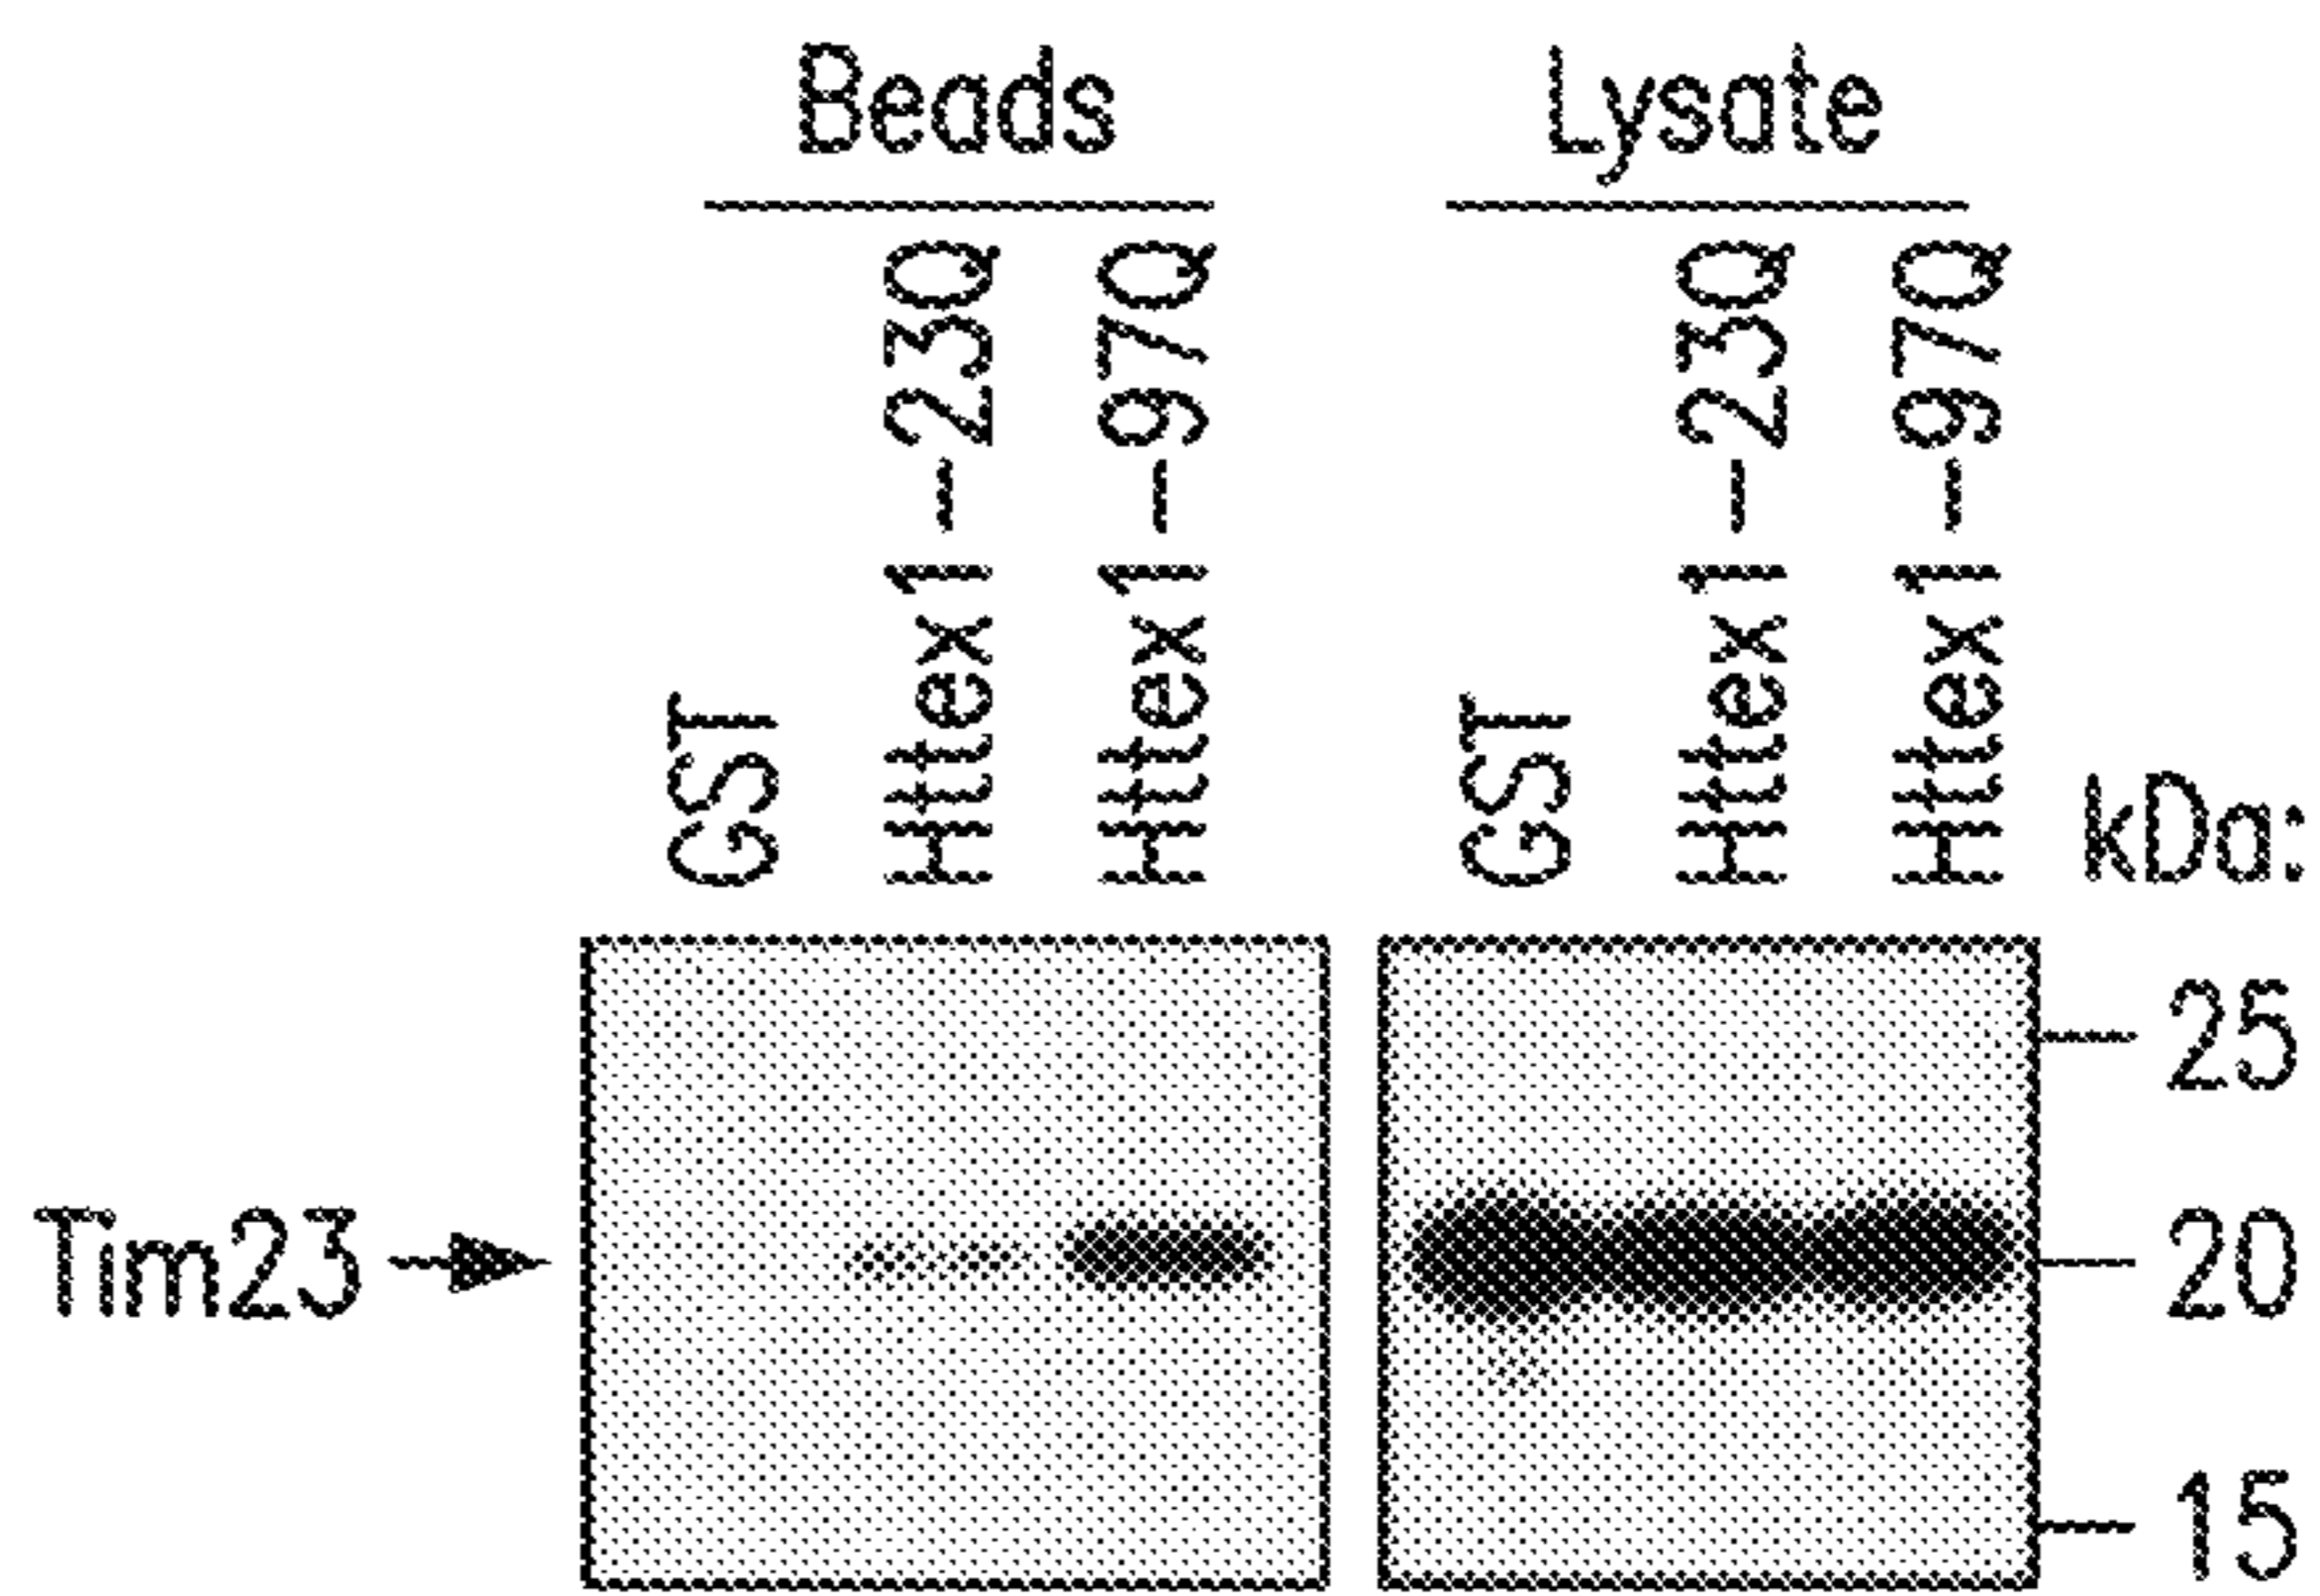 Beads Lysate
GST Httex1-23Q Httex1-97Q GST Httex1-23Q Httex1-97Q kDa:
25
Tim23 20
15